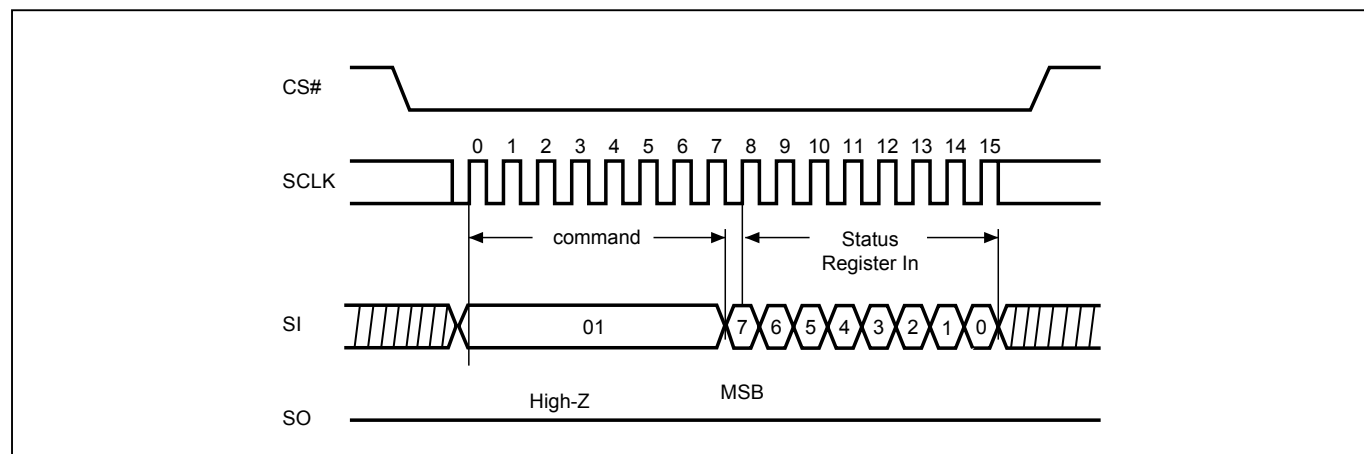 CS#
0 1 2 3 4 5 6 7 8 9 10 11 12 13 14 15
SCLK
command
Status
Register In
SI
01
7 6 5 4 3 2 1 0
MSB
High-Z
SO